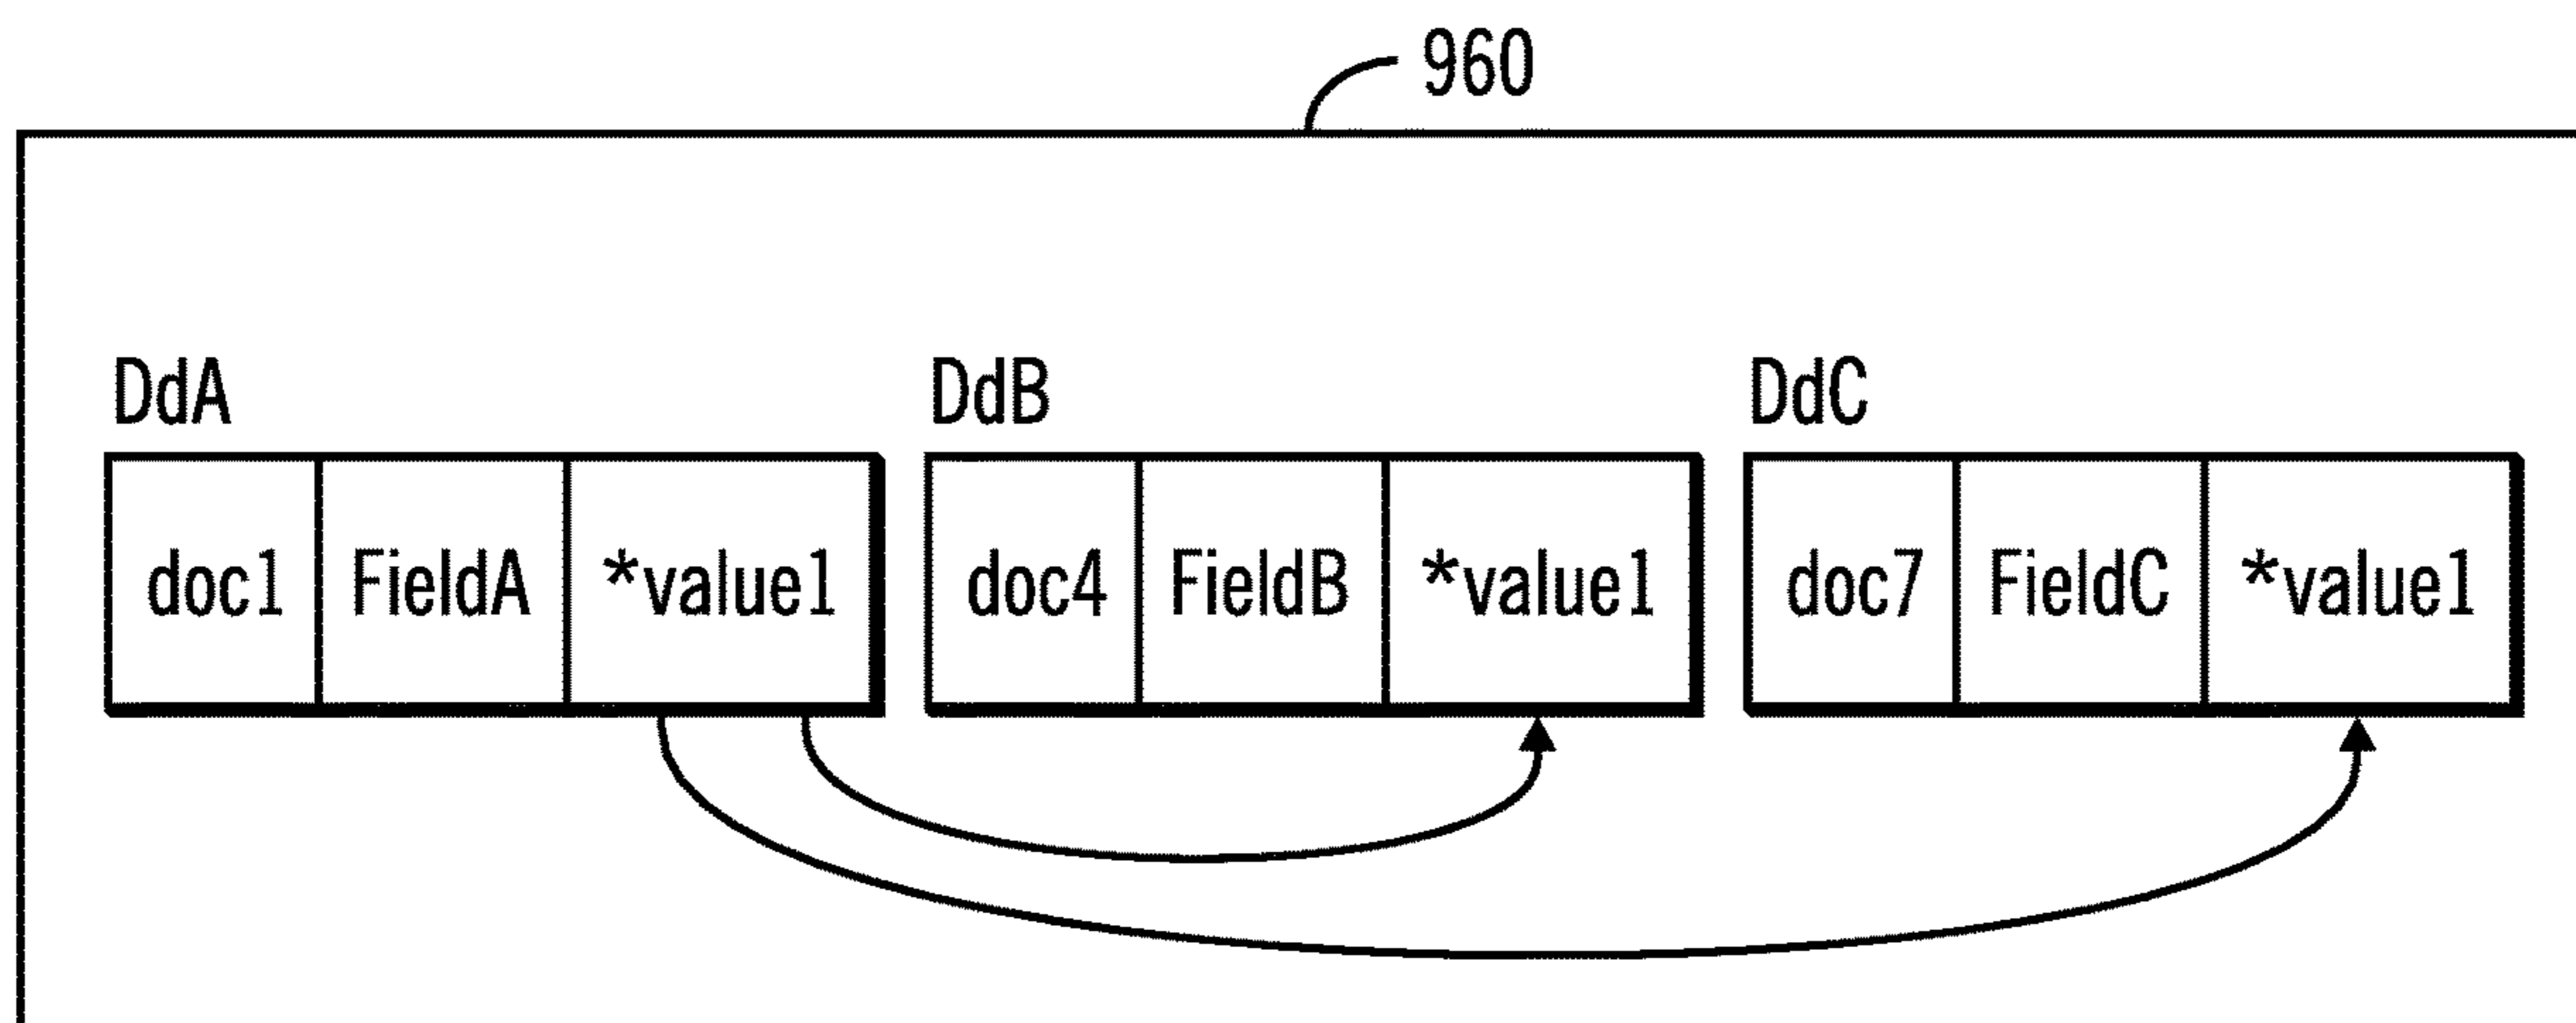 960
DdA DdB DdC
doc1 FieldA *value1 doc4 FieldB *value1 doc7 FieldC *value1